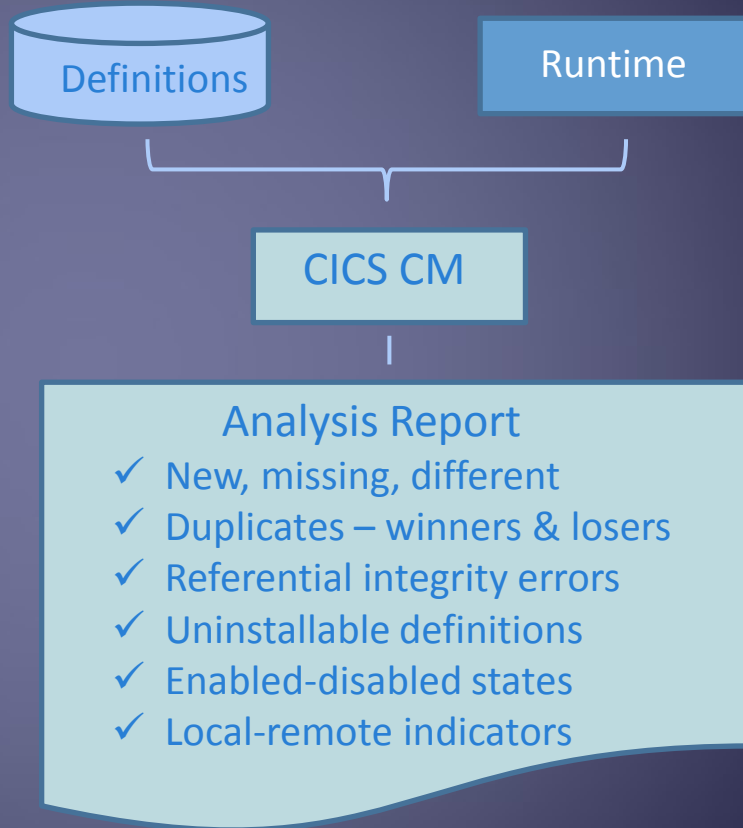 Definitions
Runtime
CICS CM
Analysis Report
✓ New, missing, different
✓ Duplicates – winners & losers
✓ Referential integrity errors
✓ Uninstallable definitions
✓ Enabled-disabled states
✓ Local-remote indicators